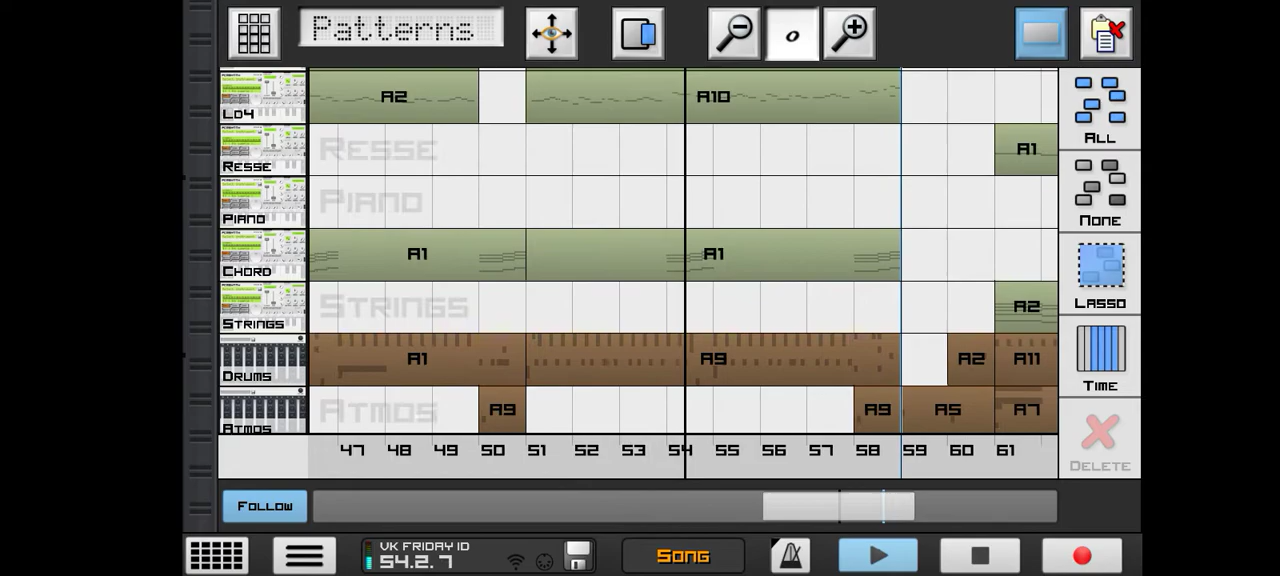 Patterns
o
Lo4
A2
A10
ALL
Resse
Resse
A1
Piano
Piano
None
Chord
A1
A1
Lasso
Strings
Strings
A2
Drums
A1
A9
A2
A11
Time
Atmos
Atmos
A9
A9
A5
A7
47 48 49 50 51 52 53 54 55 56 57 58 59 60 61
Delete
Follow
VK FRIDAY ID
54.2.7
Song